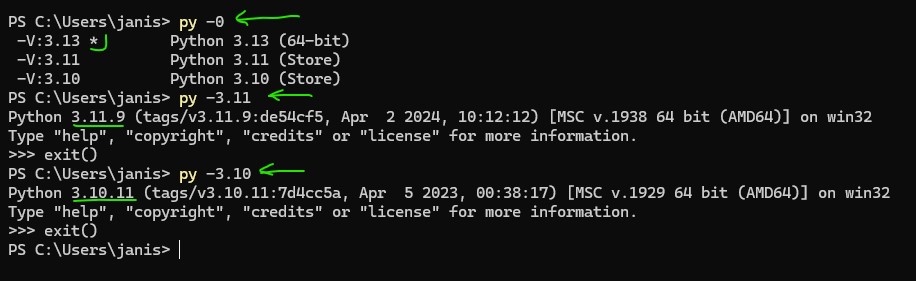 PS C:\Users\janis> py -0
 -V:3.13 *        Python 3.13 (64-bit)
 -V:3.11          Python 3.11 (Store)
 -V:3.10          Python 3.10 (Store)
PS C:\Users\janis> py -3.11
Python 3.11.9 (tags/v3.11.9:de54cf5, Apr  2 2024, 10:12:12) [MSC v.1938 64 bit (AMD64)] on win32
Type "help", "copyright", "credits" or "license" for more information.
>>> exit()
PS C:\Users\janis> py -3.10
Python 3.10.11 (tags/v3.10.11:7d4cc5a, Apr  5 2023, 00:38:17) [MSC v.1929 64 bit (AMD64)] on win32
Type "help", "copyright", "credits" or "license" for more information.
>>> exit()
PS C:\Users\janis>